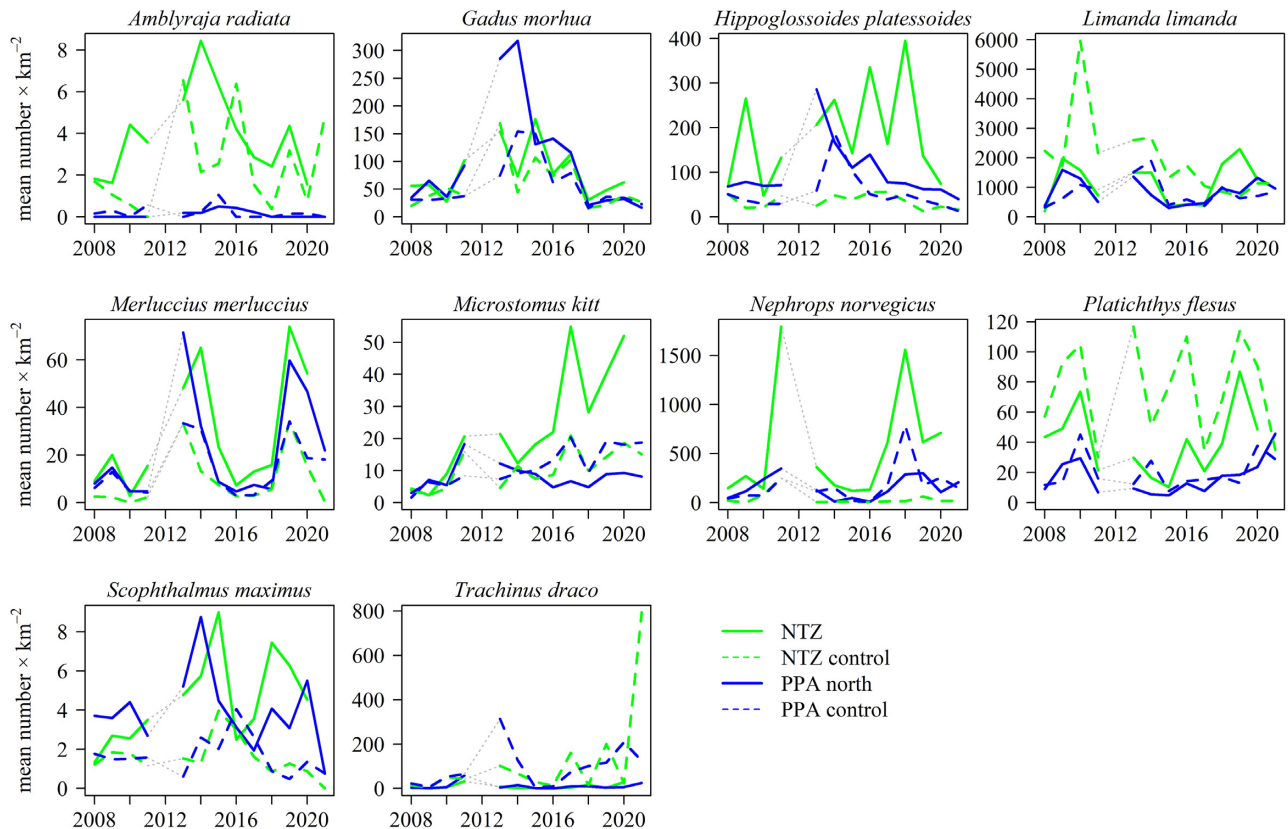 Amblyraja radiata
Gadus morhua
Hippoglossoides platessoides
Limanda limanda
mean number × km−2
8
6
4
2
0
300
250
200
150
100
50
0
400
300
200
100
0
6000
5000
4000
3000
2000
1000
0
2008 2012 2016 2020
2008 2012 2016 2020
2008 2012 2016 2020
2008 2012 2016 2020
Merluccius merluccius
Microstomus kitt
Nephrops norvegicus
Platichthys flesus
mean number × km−2
60
40
20
0
50
40
30
20
10
0
1500
1000
500
0
120
100
80
60
40
20
0
2008 2012 2016 2020
2008 2012 2016 2020
2008 2012 2016 2020
2008 2012 2016 2020
Scophthalmus maximus
Trachinus draco
mean number × km−2
8
6
4
2
0
800
600
400
200
0
2008 2012 2016 2020
2008 2012 2016 2020
NTZ
NTZ control
PPA north
PPA control